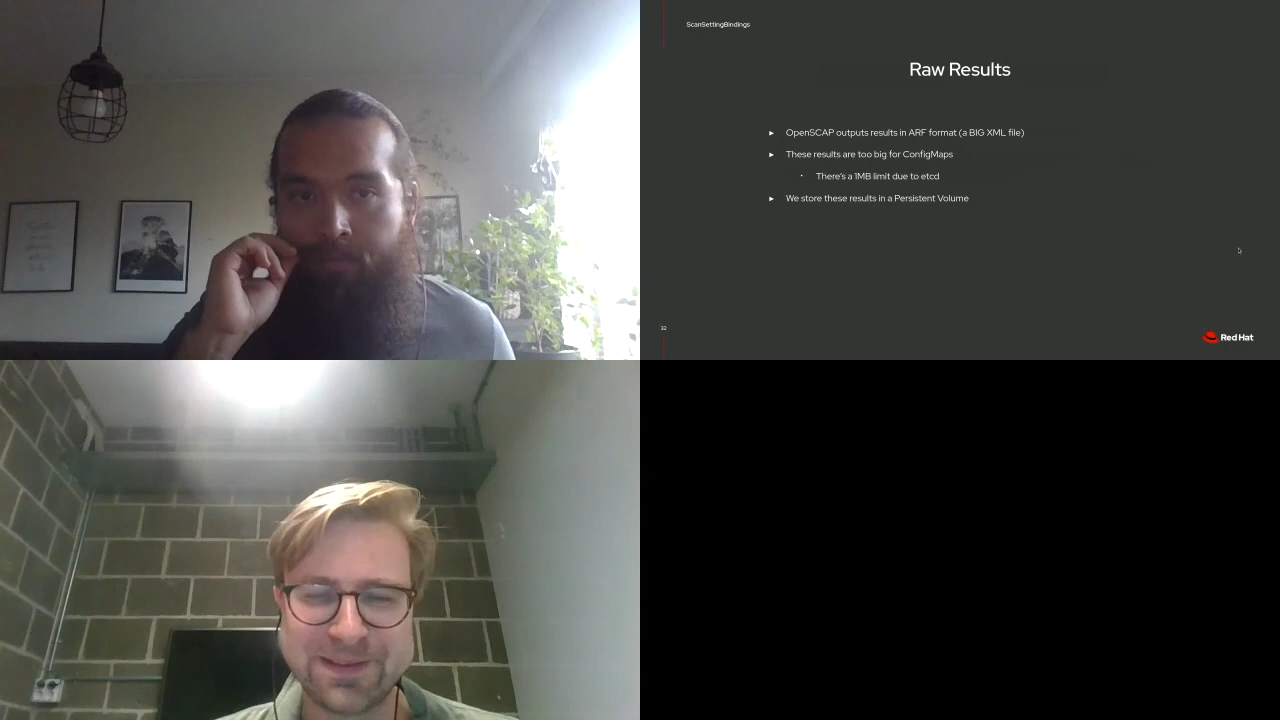 ScanSettingBindings
Raw Results
► OpenSCAP outputs results in ARF format (a BIG XML file)
► These results are too big for ConfigMaps
・ There's a 1MB limit due to etcd
► We store these results in a Persistent Volume
32
Red Hat